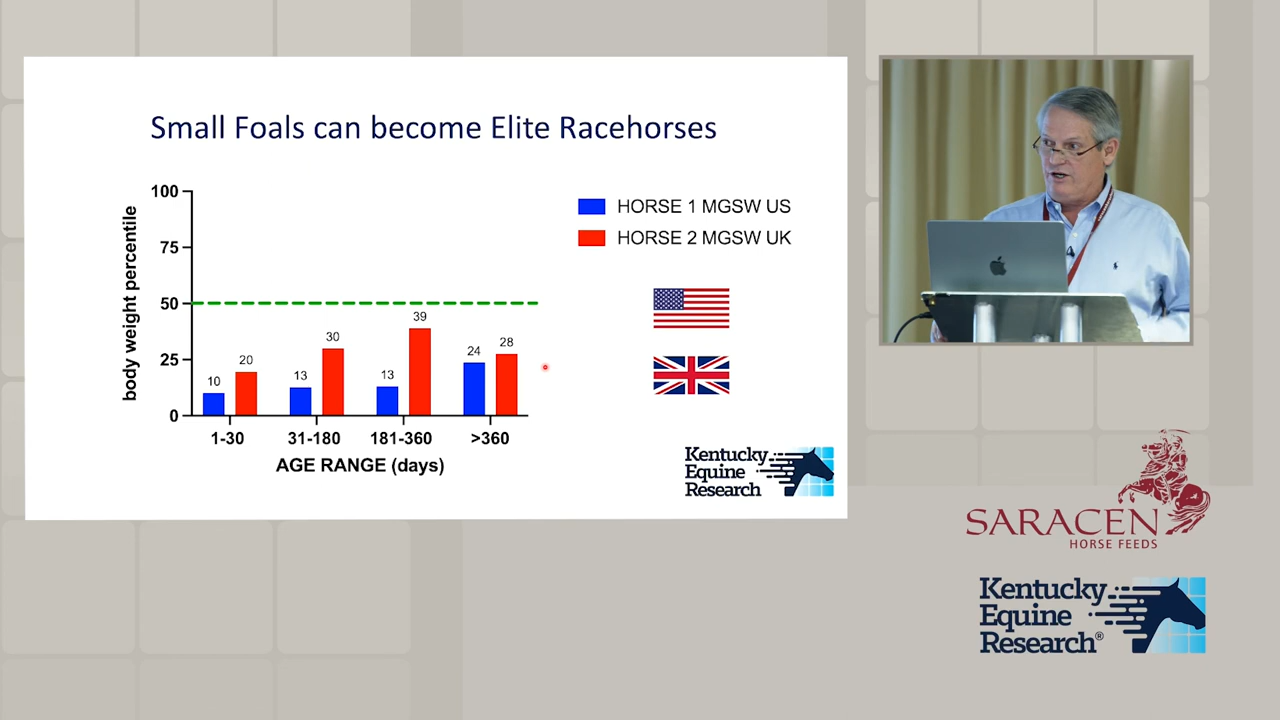 Small Foals can become Elite Racehorses
100
75
50
25
0
body weight percentile
10
20
13
30
13
39
24
28
1-30
31-180
181-360
>360
AGE RANGE (days)
HORSE 1 MGSW US
HORSE 2 MGSW UK
Kentucky
Equine
Research
SARACEN
HORSE FEEDS
Kentucky
Equine
Research®